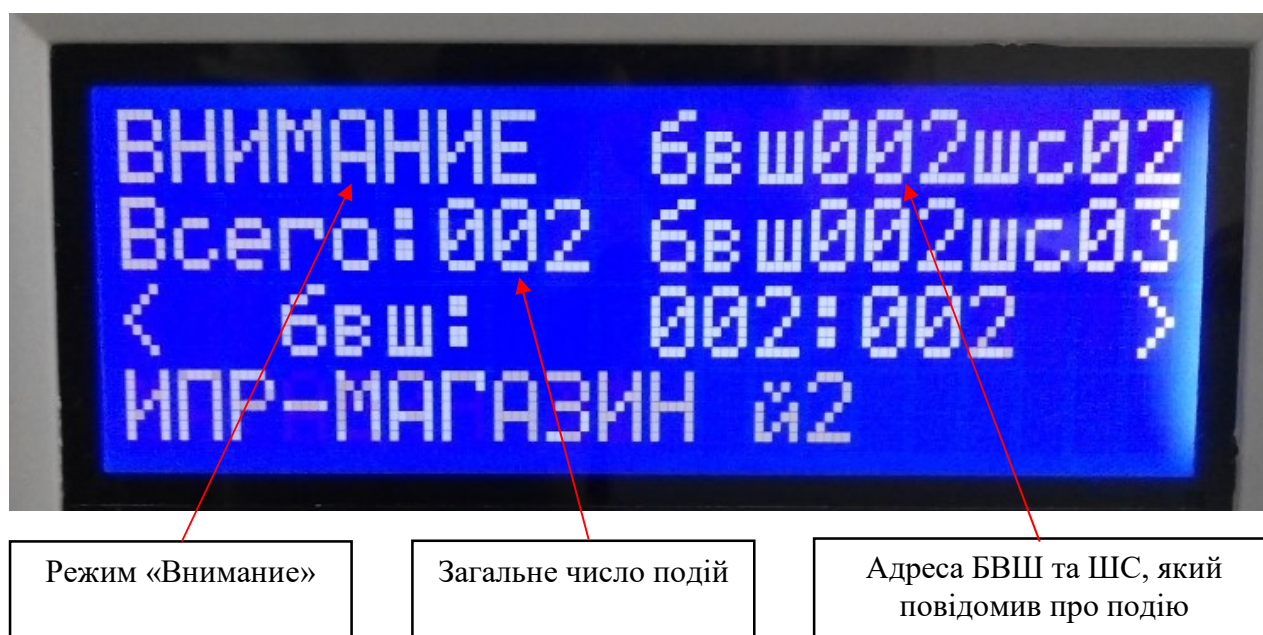 ВНИМАНИЕ бвш002шс02
Всего:002 бвш002шс03
< бвш: 002:002 >
ИПР-МАГАЗИН й2
Режим «Внимание»
Загальне число подій
Адреса БВШ та ШС, який
повідомив про подію